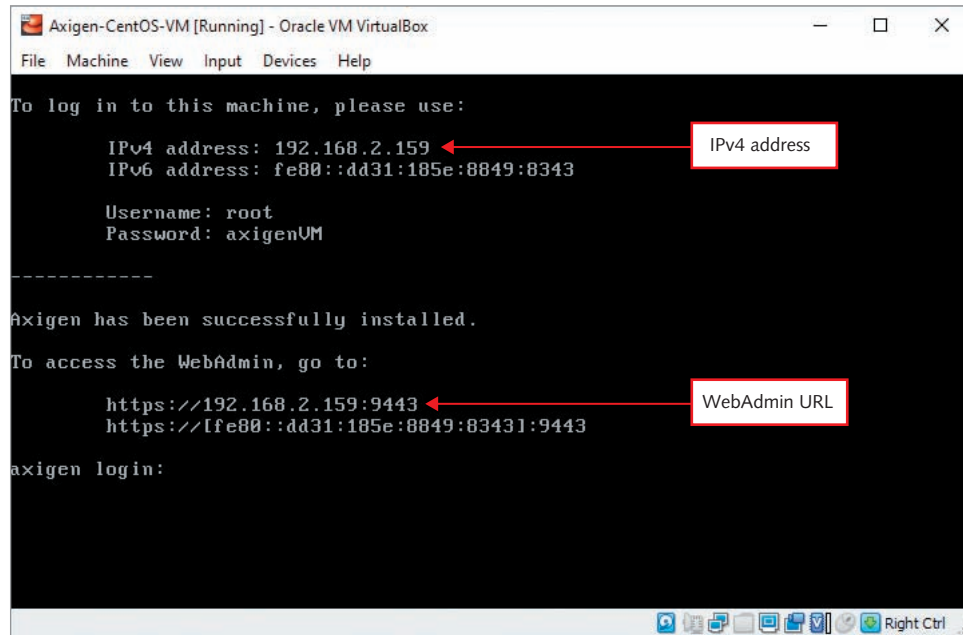 Axigen-CentOS-VM [Running] - Oracle VM VirtualBox
File Machine View Input Devices Help
To log in to this machine, please use:
IPv4 address: 192.168.2.159
IPv4 address
IPv6 address: fe80::dd31:185e:8849:8343
Username: root
Password: axigenVM
------------
Axigen has been successfully installed.
To access the WebAdmin, go to:
https://192.168.2.159:9443
WebAdmin URL
https://[fe80::dd31:185e:8849:8343]:9443
axigen login:
Right Ctrl